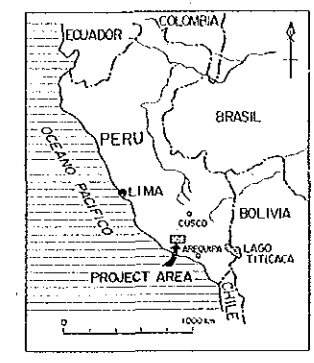 COLOMBIA
ECUADOR
BRASIL
PERU
OCEANO PACIFICO
LIMA
CUSCO
BOLIVIA
AREQUIPA
LAGO
TITICACA
PROJECT AREA
CHILE
0 1000 km